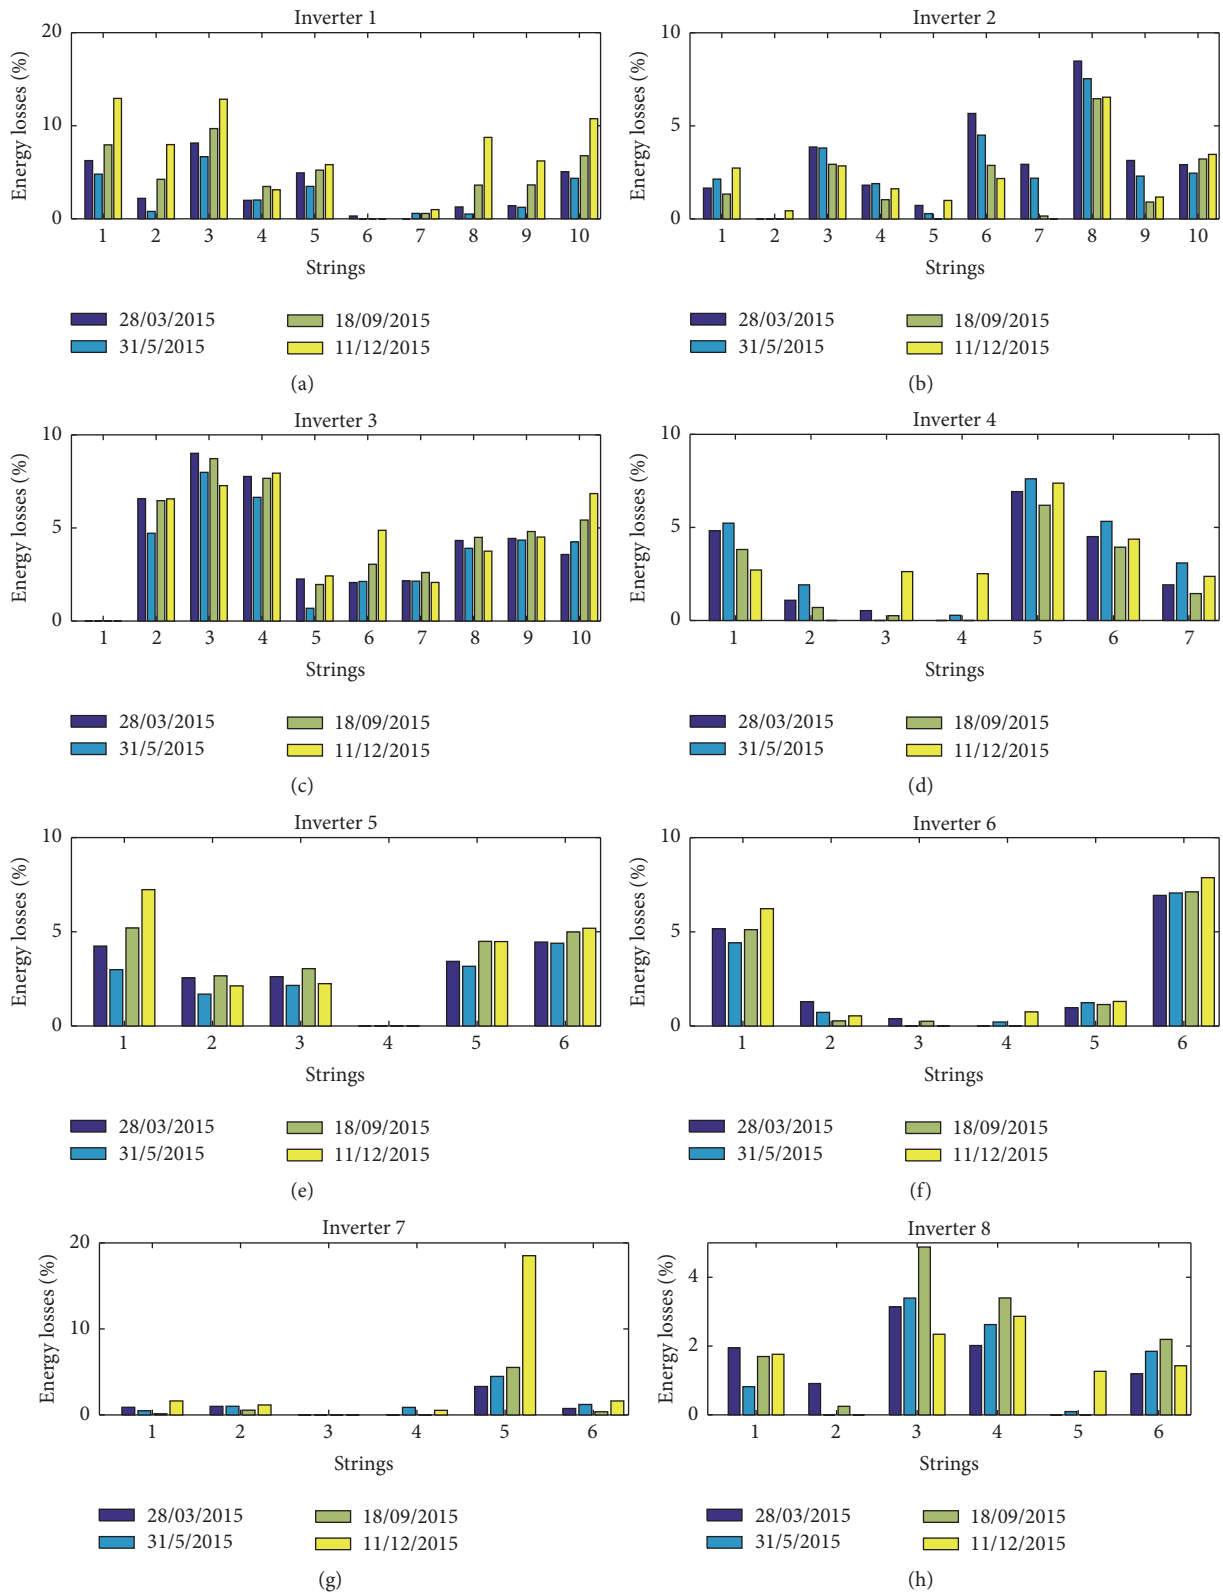 Inverter 1
Energy losses (%)
20
10
0
1 2 3 4 5 6 7 8 9 10
Strings
28/03/2015 18/09/2015
31/5/2015 11/12/2015
(a)
Inverter 2
Energy losses (%)
10
5
0
1 2 3 4 5 6 7 8 9 10
Strings
28/03/2015 18/09/2015
31/5/2015 11/12/2015
(b)
Inverter 3
Energy losses (%)
10
5
0
1 2 3 4 5 6 7 8 9 10
Strings
28/03/2015 18/09/2015
31/5/2015 11/12/2015
(c)
Inverter 4
Energy losses (%)
10
5
0
1 2 3 4 5 6 7
Strings
28/03/2015 18/09/2015
31/5/2015 11/12/2015
(d)
Inverter 5
Energy losses (%)
10
5
0
1 2 3 4 5 6
Strings
28/03/2015 18/09/2015
31/5/2015 11/12/2015
(e)
Inverter 6
Energy losses (%)
10
5
0
1 2 3 4 5 6
Strings
28/03/2015 18/09/2015
31/5/2015 11/12/2015
(f)
Inverter 7
Energy losses (%)
20
10
0
1 2 3 4 5 6
Strings
28/03/2015 18/09/2015
31/5/2015 11/12/2015
(g)
Inverter 8
Energy losses (%)
4
2
0
1 2 3 4 5 6
Strings
28/03/2015 18/09/2015
31/5/2015 11/12/2015
(h)